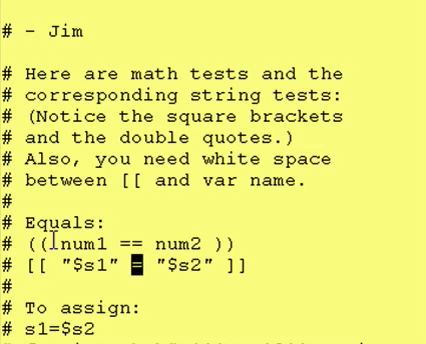 # - Jim
# Here are math tests and the
# corresponding string tests:
# (Notice the square brackets
# and the double quotes.)
# Also, you need white space
# between [[ and var name.
#
# Equals:
# (( num1 == num2 ))
# [[ "$s1" = "$s2" ]]
#
# To assign:
# s1=$s2